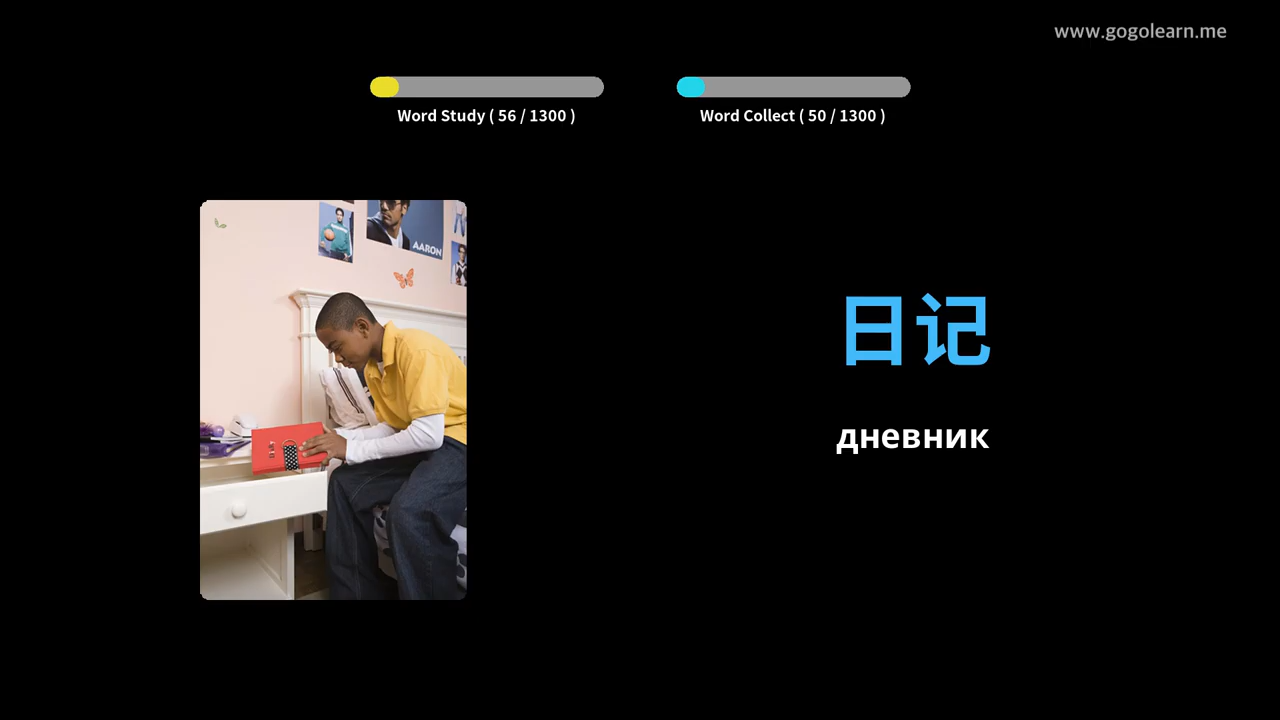 www.gogolearn.me
Word Study ( 56 / 1300 )
Word Collect ( 50 / 1300 )
AARON
日记
дневник